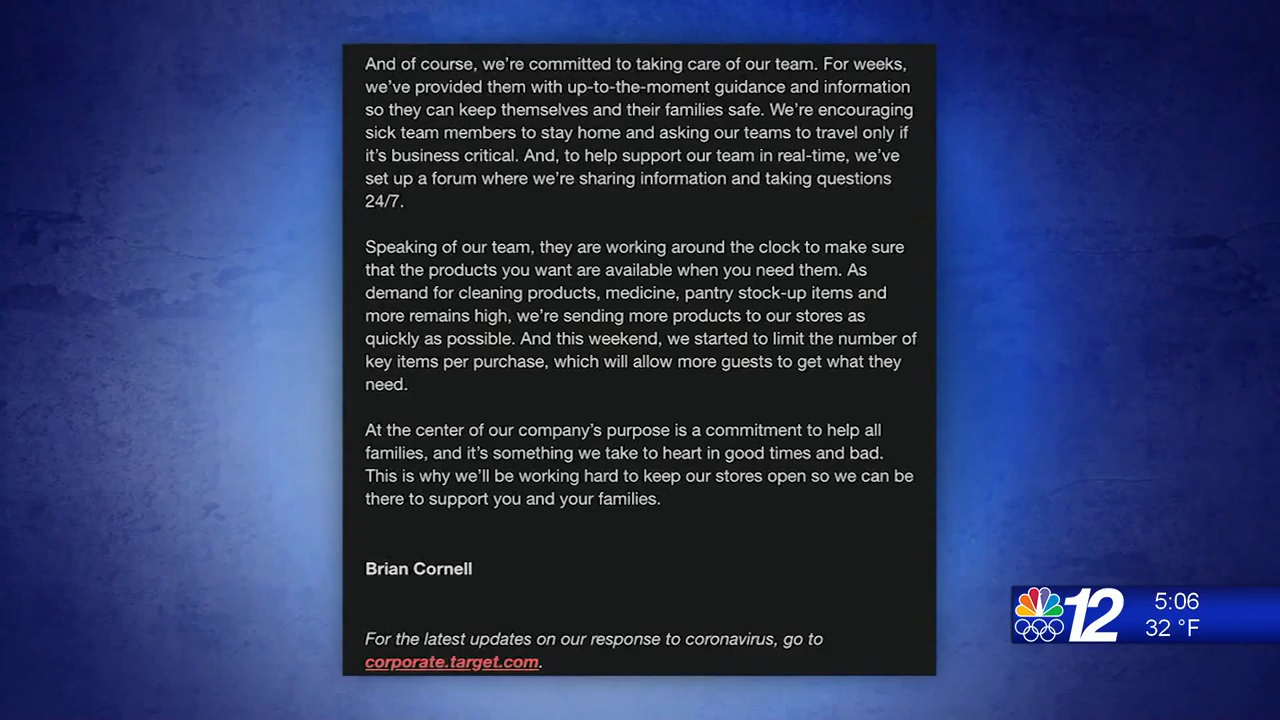 And of course, we're committed to taking care of our team. For weeks,
we've provided them with up-to-the-moment guidance and information
so they can keep themselves and their families safe. We're encouraging
sick team members to stay home and asking our teams to travel only if
it's business critical. And, to help support our team in real-time, we've
set up a forum where we're sharing information and taking questions
24/7.
Speaking of our team, they are working around the clock to make sure
that the products you want are available when you need them. As
demand for cleaning products, medicine, pantry stock-up items and
more remains high, we're sending more products to our stores as
quickly as possible. And this weekend, we started to limit the number of
key items per purchase, which will allow more guests to get what they
need.
At the center of our company's purpose is a commitment to help all
families, and it's something we take to heart in good times and bad.
This is why we'll be working hard to keep our stores open so we can be
there to support you and your families.
Brian Cornell
For the latest updates on our response to coronavirus, go to
corporate.target.com.
12
5:06
32 °F